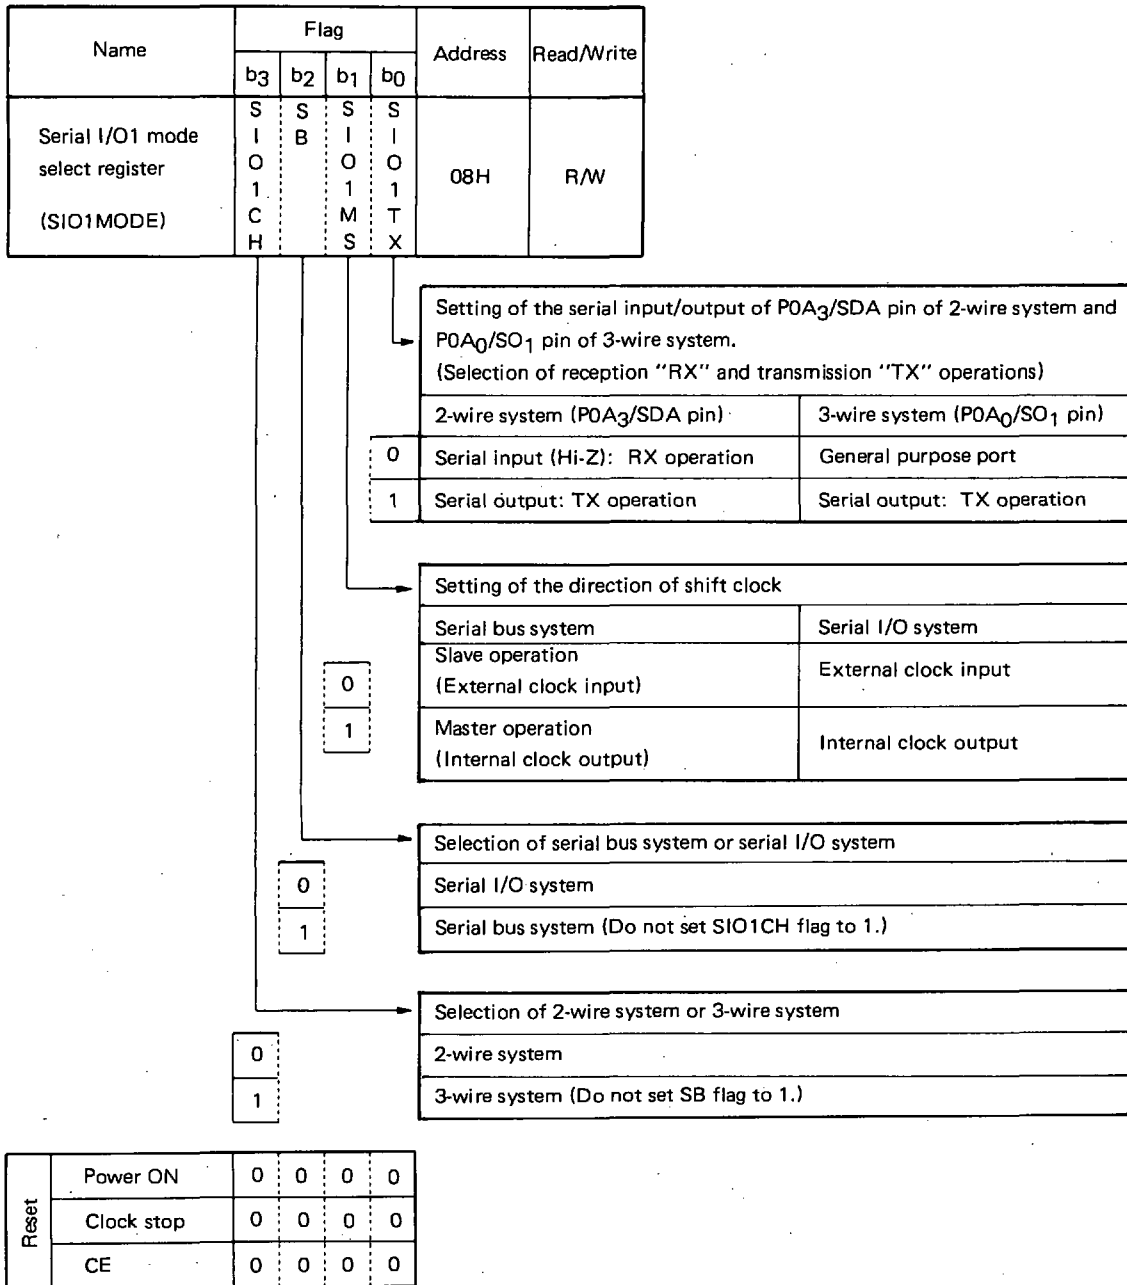 Name
Flag
Address
Read/Write
b3 b2 b1 b0
Serial I/O1 mode
select register
(SIO1MODE)
SIO1CH
SB
SIO1MS
SIO1TX
08H
R/W
Setting of the serial input/output of P0A3/SDA pin of 2-wire system and
P0A0/SO1 pin of 3-wire system.
(Selection of reception "RX" and transmission "TX" operations)
2-wire system (P0A3/SDA pin)
3-wire system (P0A0/SO1 pin)
0
Serial input (Hi-Z): RX operation
General purpose port
1
Serial output: TX operation
Serial output: TX operation
Setting of the direction of shift clock
Serial bus system
Serial I/O system
0
Slave operation
(External clock input)
External clock input
1
Master operation
(Internal clock output)
Internal clock output
Selection of serial bus system or serial I/O system
0
Serial I/O system
1
Serial bus system (Do not set SIO1CH flag to 1.)
Selection of 2-wire system or 3-wire system
0
2-wire system
1
3-wire system (Do not set SB flag to 1.)
Reset
Power ON 0 0 0 0
Clock stop 0 0 0 0
CE 0 0 0 0